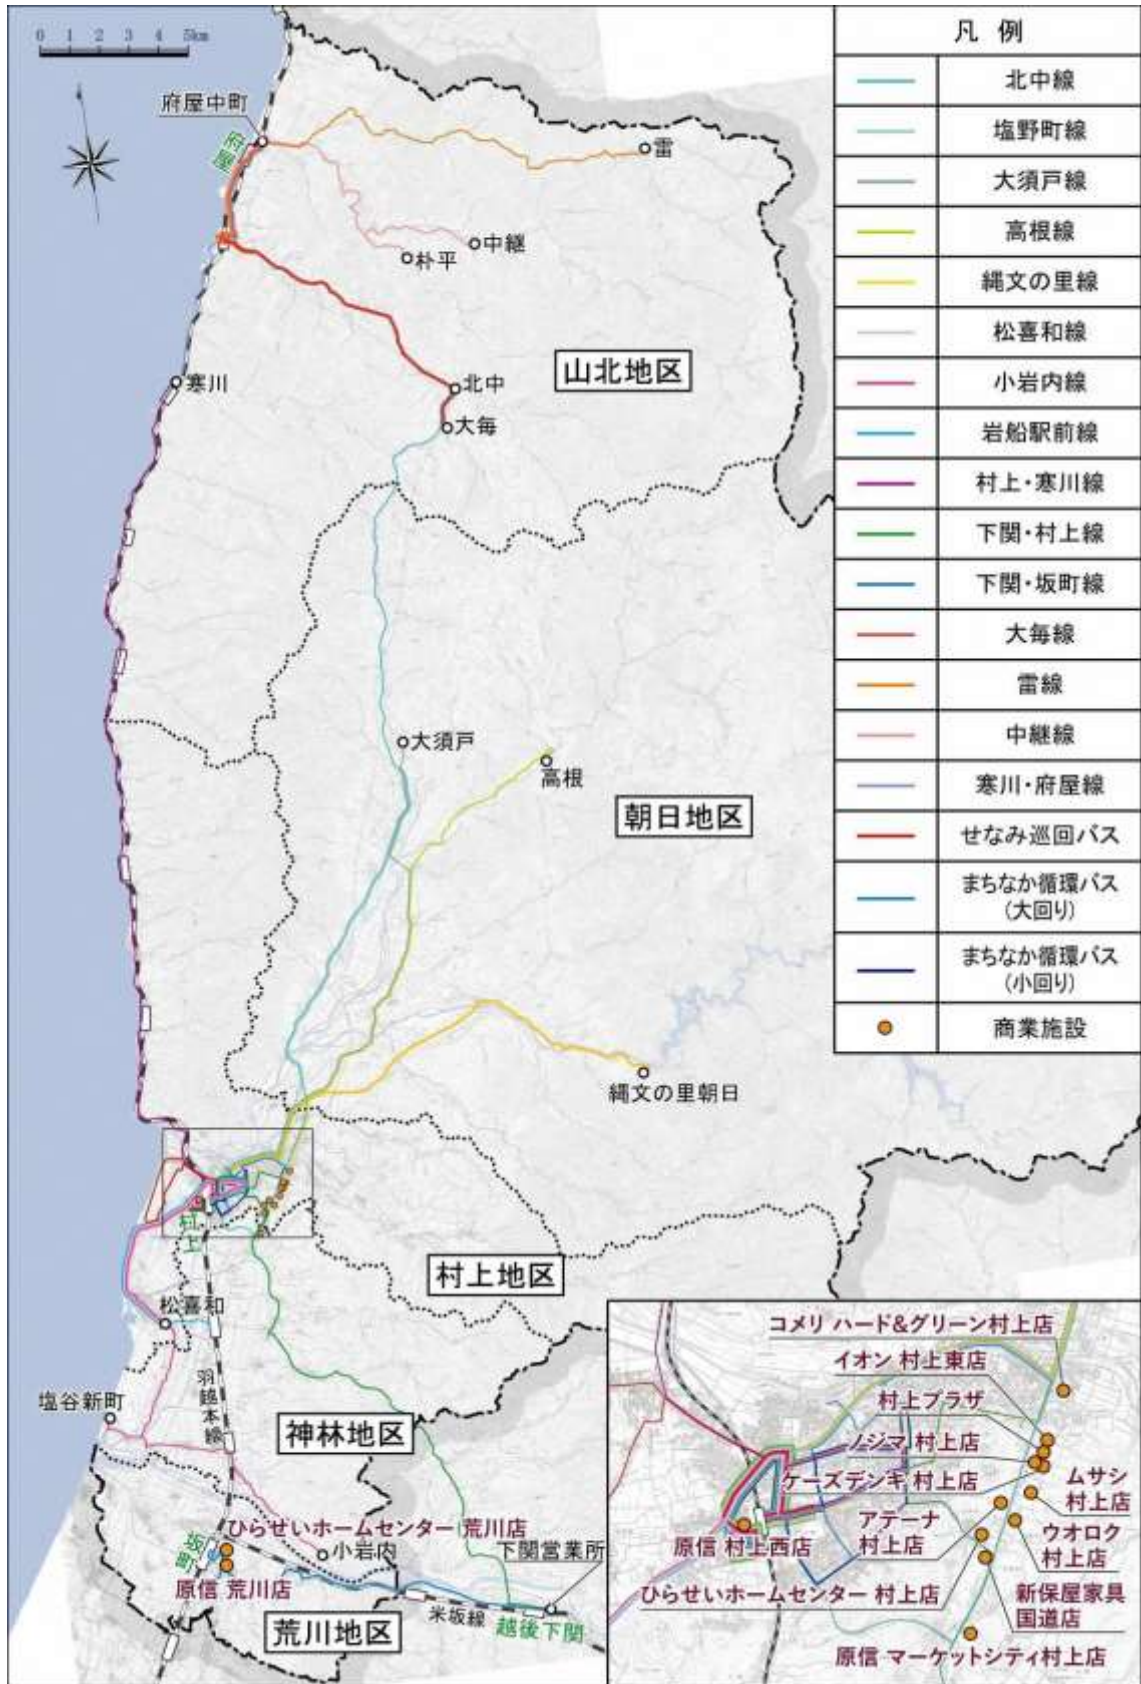 0 1 2 3 4 5km
凡例
北中線
塩野町線
大須戸線
高根線
縄文の里線
松喜和線
小岩内線
岩船駅前線
村上・寒川線
下関・村上線
下関・坂町線
大毎線
雷線
中継線
寒川・府屋線
せなみ巡回バス
まちなか循環バス
(大回り)
まちなか循環バス
(小回り)
商業施設
府屋中町
府屋
雷
中継
朴平
山北地区
寒川
北中
大毎
大須戸
高根
朝日地区
縄文の里朝日
村上
村上地区
松喜和
羽越本線
塩谷新町
神林地区
ひらせいホームセンター 荒川店
坂町
小岩内
下関営業所
原信 荒川店
米坂線
越後下関
荒川地区
コメリ ハード&グリーン村上店
イオン 村上東店
村上プラザ
ノジマ 村上店
ケーズデンキ 村上店
ムサシ
村上店
アテーナ
村上店
原信 村上西店
ウオロク
村上店
ひらせいホームセンター 村上店
新保屋家具
国道店
原信 マーケットシティ村上店